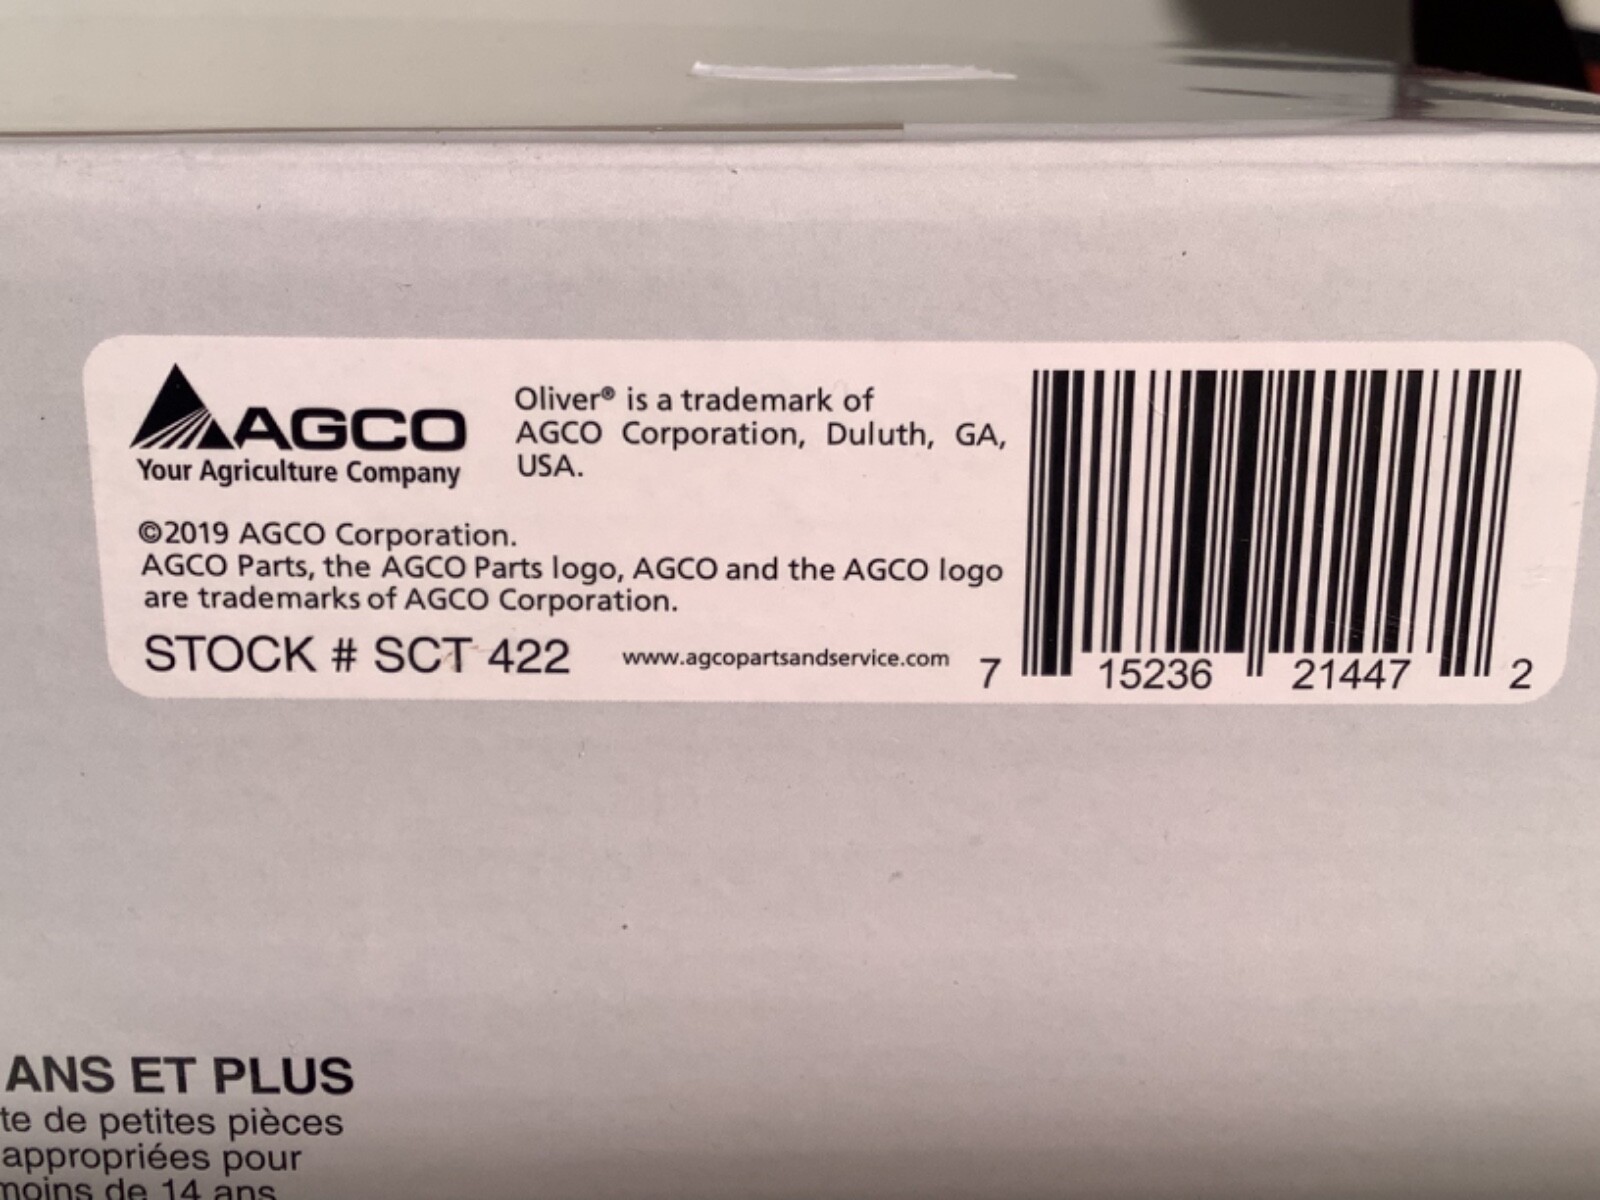 AGCO
Your Agriculture Company
Oliver® is a trademark of
AGCO Corporation, Duluth, GA,
USA.
©2019 AGCO Corporation.
AGCO Parts, the AGCO Parts logo, AGCO and the AGCO logo
are trademarks of AGCO Corporation.
STOCK # SCT 422
www.agcopartsandservice.com
7 15236 21447 2
ANS ET PLUS
te de petites pièces
appropriées pour
moins de 14 ans